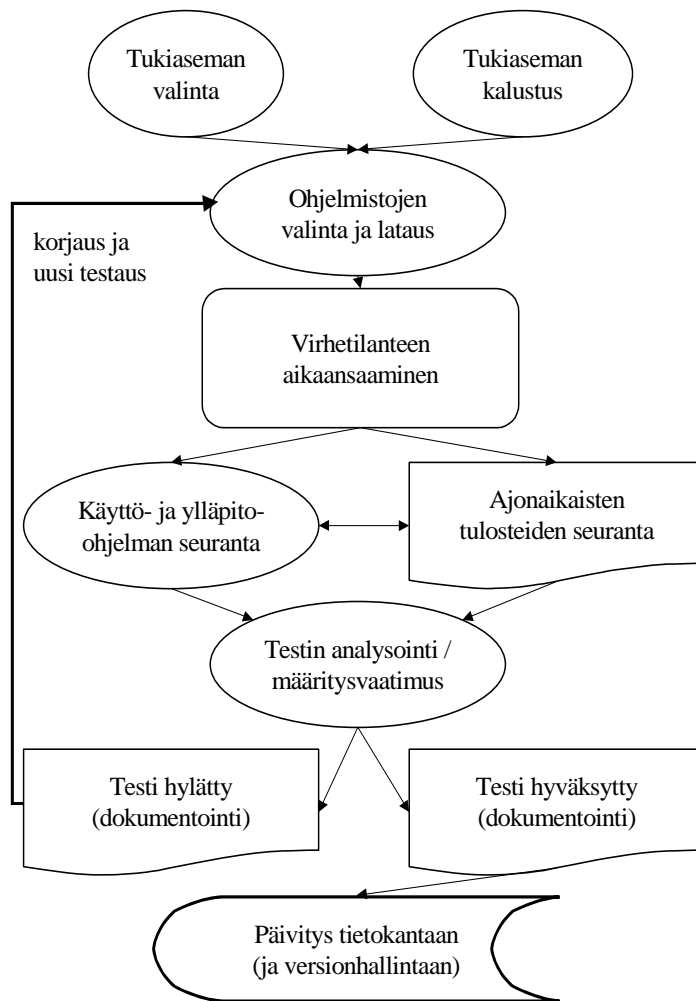 Tukiaseman
valinta
Tukiaseman
kalustus
Ohjelmistojen
valinta ja lataus
korjaus ja
uusi testaus
Virhetilanteen
aikaansaaminen
Käyttö- ja ylläpito-
ohjelman seuranta
Ajonaikaisten
tulosteiden seuranta
Testin analysointi /
määritysvaatimus
Testi hylätty
(dokumentointi)
Testi hyväksytty
(dokumentointi)
Päivitys tietokantaan
(ja versionhallintaan)